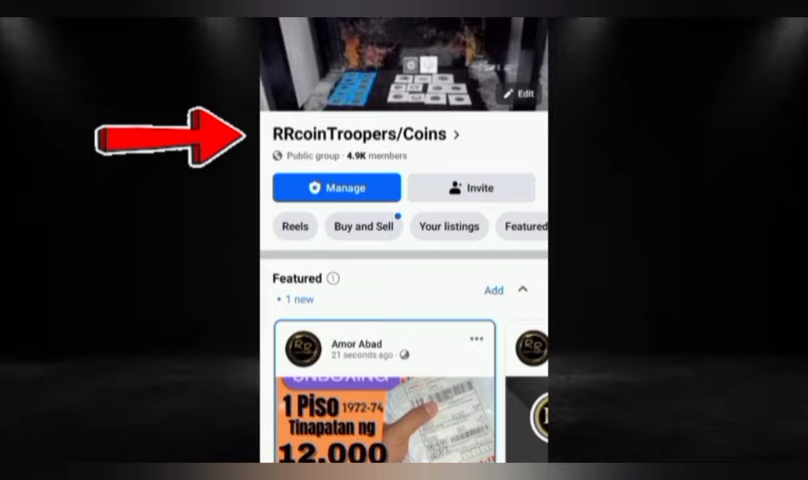 Edit
RRcoinTroopers/Coins
Public group · 4.9K members
Manage
Invite
Reels
Buy and Sell
Your listings
Featured
Featured
Add
• 1 new
Amor Abad
21 seconds ago ·
UNBOXING!
1 Piso 1972-74
Tinapatan ng
12,000